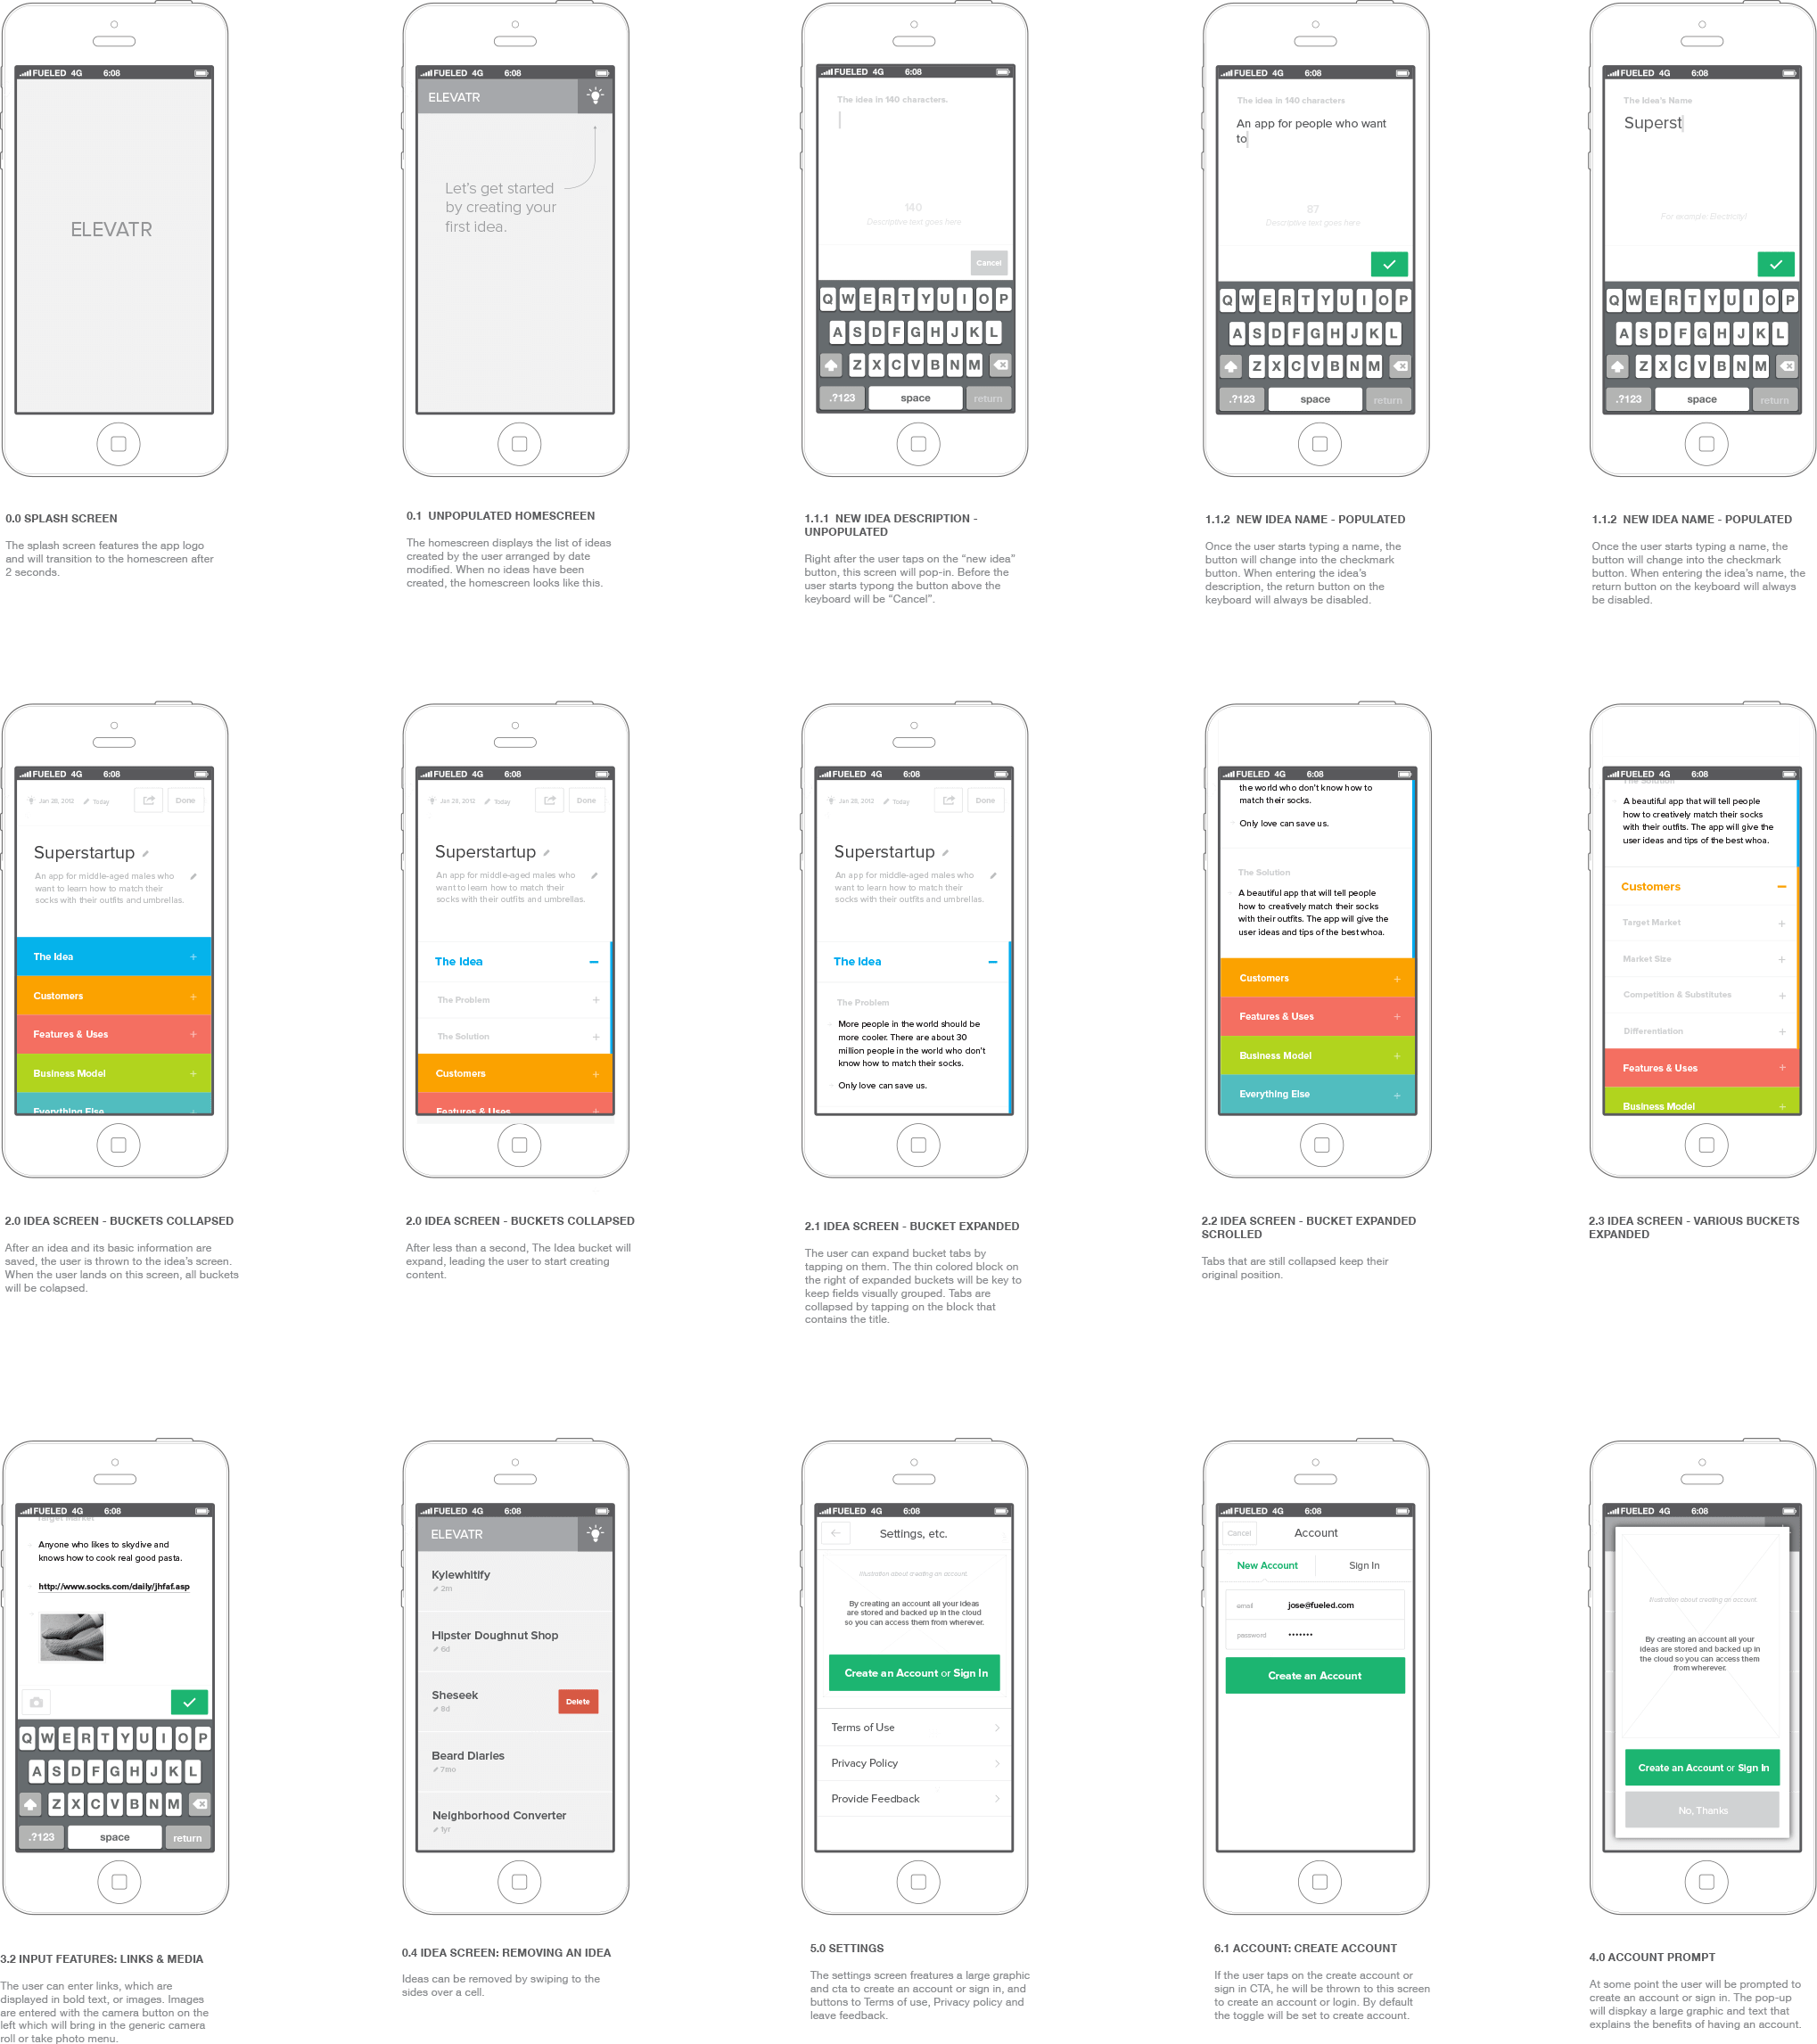 FUELED 4G 6:08
ELEVATR
0.0 SPLASH SCREEN
The splash screen features the app logo
and will transition to the homescreen after
2 seconds.
FUELED 4G 6:08
ELEVATR
Let's get started
by creating your
first idea.
0.1 UNPOPULATED HOMESCREEN
The homescreen displays the list of ideas
created by the user arranged by date
modified. When no ideas have been
created, the homescreen looks like this.
FUELED 4G 6:08
The idea in 140 characters.
140
Descriptive text goes here
Cancel
Q W E R T Y U I O P
A S D F G H J K L
Z X C V B N M
.?123 space return
1.1.1 NEW IDEA DESCRIPTION -
UNPOPULATED
Right after the user taps on the “new idea”
button, this screen will pop-in. Before the
user starts typong the button above the
keyboard will be “Cancel”.
FUELED 4G 6:08
The idea in 140 characters
An app for people who want
to
87
Descriptive text goes here
Q W E R T Y U I O P
A S D F G H J K L
Z X C V B N M
.?123 space return
1.1.2 NEW IDEA NAME - POPULATED
Once the user starts typing a name, the
button will change into the checkmark
button. When entering the idea’s
description, the return button on the
keyboard will always be disabled.
FUELED 4G 6:08
The Idea's Name
Superst
For example: Electricity!
Q W E R T Y U I O P
A S D F G H J K L
Z X C V B N M
.?123 space return
1.1.2 NEW IDEA NAME - POPULATED
Once the user starts typing a name, the
button will change into the checkmark
button. When entering the idea’s name, the
return button on the keyboard will always
be disabled.
FUELED 4G 6:08
Jan 28, 2012 Today Done
Superstartup
An app for middle-aged males who
want to learn how to match their
socks with their outfits and umbrellas.
The Idea +
Customers +
Features & Uses +
Business Model +
Everything Else +
2.0 IDEA SCREEN - BUCKETS COLLAPSED
After an idea and its basic information are
saved, the user is thrown to the idea’s screen.
When the user lands on this screen, all buckets
will be colapsed.
FUELED 4G 6:08
Jan 28, 2012 Today Done
Superstartup
An app for middle-aged males who
want to learn how to match their
socks with their outfits and umbrellas.
The Idea −
The Problem +
The Solution +
Customers +
Features & Uses +
2.0 IDEA SCREEN - BUCKETS COLLAPSED
After less than a second, The Idea bucket will
expand, leading the user to start creating
content.
FUELED 4G 6:08
Jan 28, 2012 Today Done
Superstartup
An app for middle-aged males who
want to learn how to match their
socks with their outfits and umbrellas.
The Idea −
The Problem
More people in the world should be
more cooler. There are about 30
million people in the world who don't
know how to match their socks.
Only love can save us.
2.1 IDEA SCREEN - BUCKET EXPANDED
The user can expand bucket tabs by
tapping on them. The thin colored block on
the right of expanded buckets will be key to
keep fields visually grouped. Tabs are
collapsed by tapping on the block that
contains the title.
FUELED 4G 6:08
the world who don't know how to
match their socks.
Only love can save us.
The Solution
A beautiful app that will tell people
how to creatively match their socks
with their outfits. The app will give the
user ideas and tips of the best whoa.
Customers +
Features & Uses +
Business Model +
Everything Else +
2.2 IDEA SCREEN - BUCKET EXPANDED
SCROLLED
Tabs that are still collapsed keep their
original position.
FUELED 4G 6:08
The Solution
A beautiful app that will tell people
how to creatively match their socks
with their outfits. The app will give the
user ideas and tips of the best whoa.
Customers −
Target Market +
Market Size +
Competition & Substitutes +
Differentiation +
Features & Uses +
Business Model +
2.3 IDEA SCREEN - VARIOUS BUCKETS
EXPANDED
FUELED 4G 6:08
Target Market
Anyone who likes to skydive and
knows how to cook real good pasta.
http://www.socks.com/daily/jhfaf.asp
Q W E R T Y U I O P
A S D F G H J K L
Z X C V B N M
.?123 space return
3.2 INPUT FEATURES: LINKS & MEDIA
The user can enter links, which are
displayed in bold text, or images. Images
are entered with the camera button on the
left which will bring in the generic camera
roll or take photo menu.
FUELED 4G 6:08
ELEVATR
Kylewhitify
2m
Hipster Doughnut Shop
6d
Sheseek
8d
Delete
Beard Diaries
7mo
Neighborhood Converter
1yr
0.4 IDEA SCREEN: REMOVING AN IDEA
Ideas can be removed by swiping to the
sides over a cell.
FUELED 4G 6:08
Settings, etc.
Illustration about creating an account.
By creating an account all your ideas
are stored and backed up in the cloud
so you can access them from wherever.
Create an Account or Sign In
Terms of Use
Privacy Policy
Provide Feedback
5.0 SETTINGS
The settings screen freatures a large graphic
and cta to create an account or sign in, and
buttons to Terms of use, Privacy policy and
leave feedback.
FUELED 4G 6:08
Cancel Account
New Account Sign In
email jose@fueled.com
password •••••••
Create an Account
6.1 ACCOUNT: CREATE ACCOUNT
If the user taps on the create account or
sign in CTA, he will be thrown to this screen
to create an account or login. By default
the toggle will be set to create account.
FUELED 4G 6:08
Illustration about creating an account.
By creating an account all your
ideas are stored and backed up in
the cloud so you can access them
from wherever.
Create an Account or Sign In
No, Thanks
4.0 ACCOUNT PROMPT
At some point the user will be prompted to
create an account or sign in. The pop-up
will dispkay a large graphic and text that
explains the benefits of having an account.